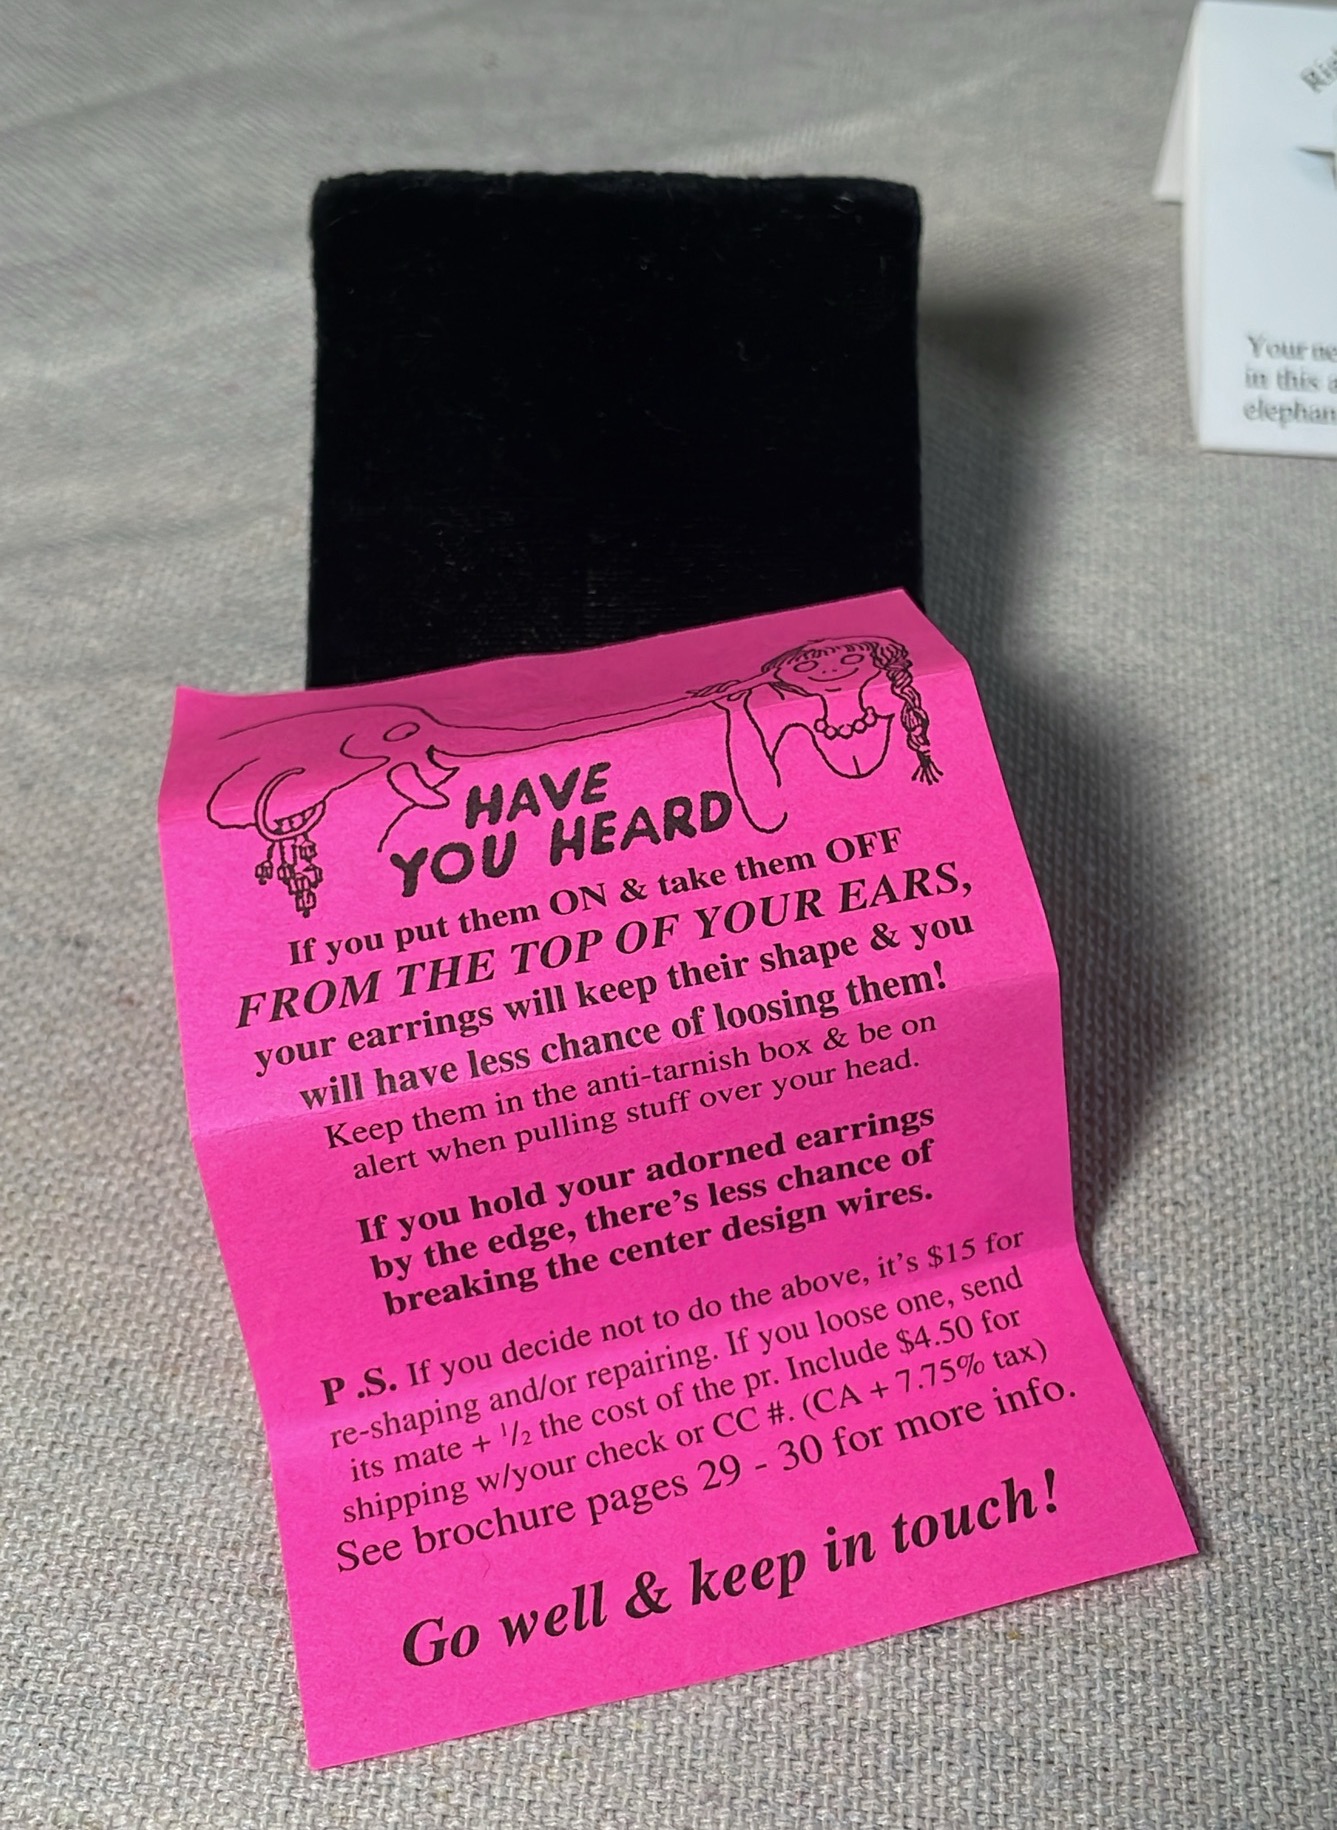 HAVE
YOU HEARD
If you put them ON & take them OFF
FROM THE TOP OF YOUR EARS,
your earrings will keep their shape & you
will have less chance of loosing them!
Keep them in the anti-tarnish box & be on
alert when pulling stuff over your head.
If you hold your adorned earrings
by the edge, there's less chance of
breaking the center design wires.
P .S. If you decide not to do the above, it's $15 for
re-shaping and/or repairing. If you loose one, send
its mate + 1/2 the cost of the pr. Include $4.50 for
shipping w/your check or CC #. (CA + 7.75% tax)
See brochure pages 29 - 30 for more info.
Go well & keep in touch!
Your
in this